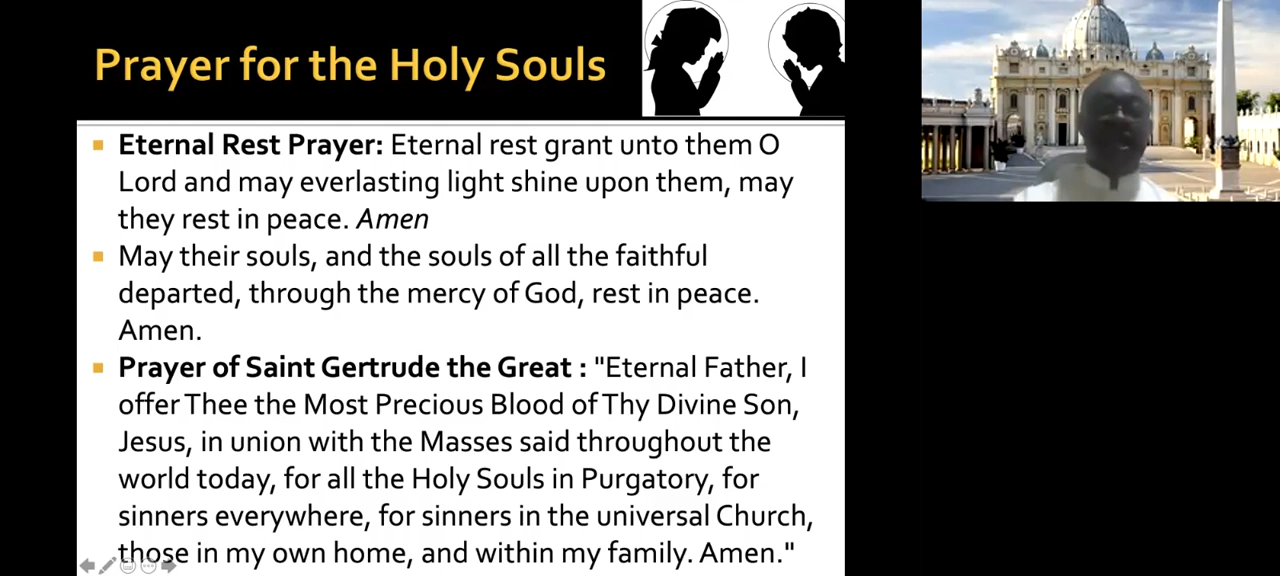 Prayer for the Holy Souls
Eternal Rest Prayer: Eternal rest grant unto them O
Lord and may everlasting light shine upon them, may
they rest in peace. Amen
May their souls, and the souls of all the faithful
departed, through the mercy of God, rest in peace.
Amen.
Prayer of Saint Gertrude the Great : "Eternal Father, I
offer Thee the Most Precious Blood of Thy Divine Son,
Jesus, in union with the Masses said throughout the
world today, for all the Holy Souls in Purgatory, for
sinners everywhere, for sinners in the universal Church,
those in my own home, and within my family. Amen."